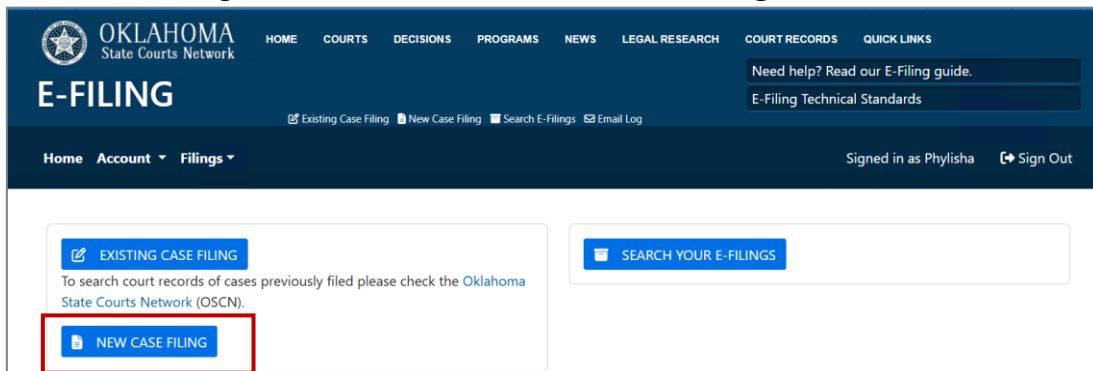 OKLAHOMA
State Courts Network
HOME COURTS DECISIONS PROGRAMS NEWS LEGAL RESEARCH COURT RECORDS QUICK LINKS
Need help? Read our E-Filing guide.
E-FILING
E-Filing Technical Standards
Existing Case Filing New Case Filing Search E-Filings Email Log
Home Account Filings Signed in as Phylisha Sign Out
EXISTING CASE FILING
SEARCH YOUR E-FILINGS
To search court records of cases previously filed please check the Oklahoma
State Courts Network (OSCN).
NEW CASE FILING